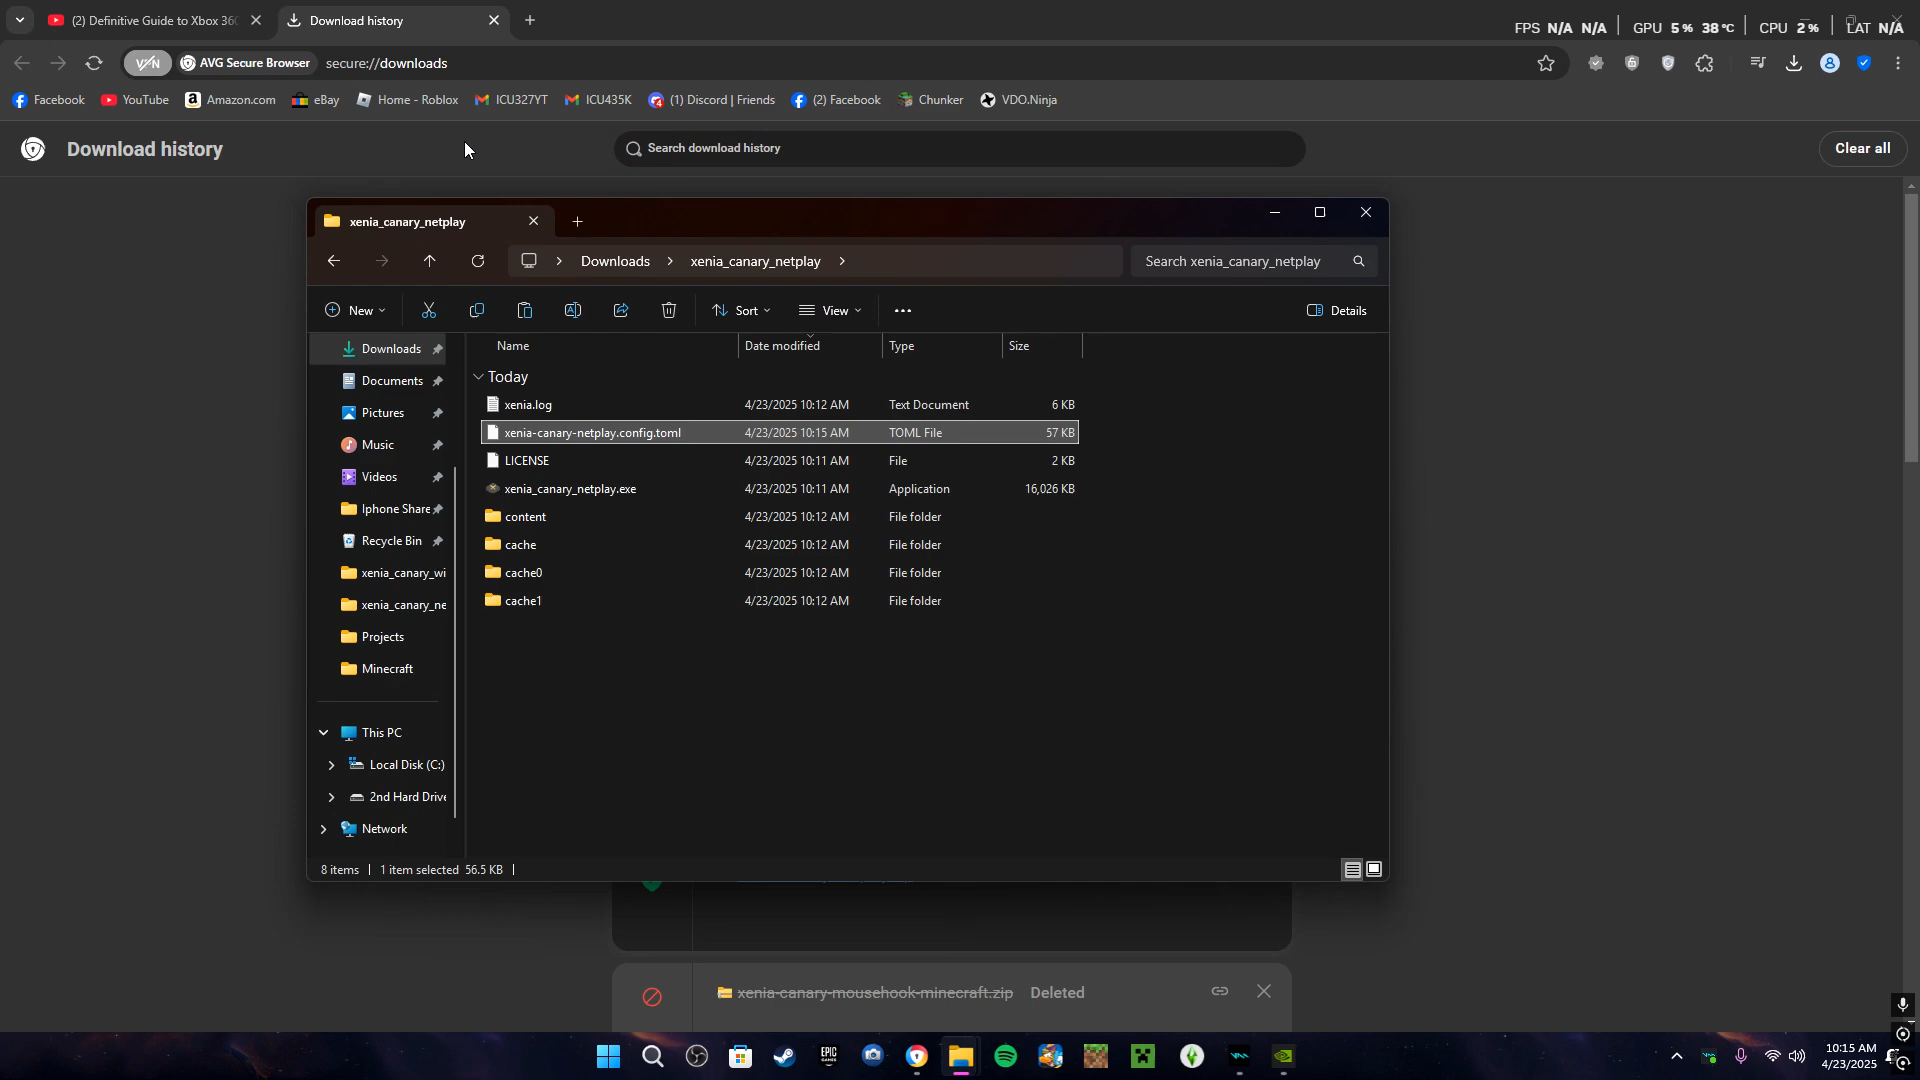 (2) Definitive Guide to Xbox 36
Download history
FPS N/A N/A GPU 5% 38°C CPU 2% LAT N/A
VPN
AVG Secure Browser
secure://downloads
Facebook
YouTube
Amazon.com
eBay
Home - Roblox
ICU327YT
ICU435K
(1) Discord | Friends
(2) Facebook
Chunker
VDO.Ninja
Download history
Search download history
Clear all
xenia_canary_netplay
Downloads
xenia_canary_netplay
Search xenia_canary_netplay
New
Sort
View
Details
Downloads
Documents
Pictures
Music
Videos
Iphone Share
Recycle Bin
xenia_canary_wi
xenia_canary_ne
Projects
Minecraft
This PC
Local Disk (C:)
2nd Hard Drive
Network
Name Date modified Type Size
Today
xenia.log 4/23/2025 10:12 AM Text Document 6 KB
xenia-canary-netplay.config.toml 4/23/2025 10:15 AM TOML File 57 KB
LICENSE 4/23/2025 10:11 AM File 2 KB
xenia_canary_netplay.exe 4/23/2025 10:11 AM Application 16,026 KB
content 4/23/2025 10:12 AM File folder
cache 4/23/2025 10:12 AM File folder
cache0 4/23/2025 10:12 AM File folder
cache1 4/23/2025 10:12 AM File folder
8 items 1 item selected 56.5 KB
xenia-canary-mousehook-minecraft.zip Deleted
EPIC
GAMES
10:15 AM
4/23/2025